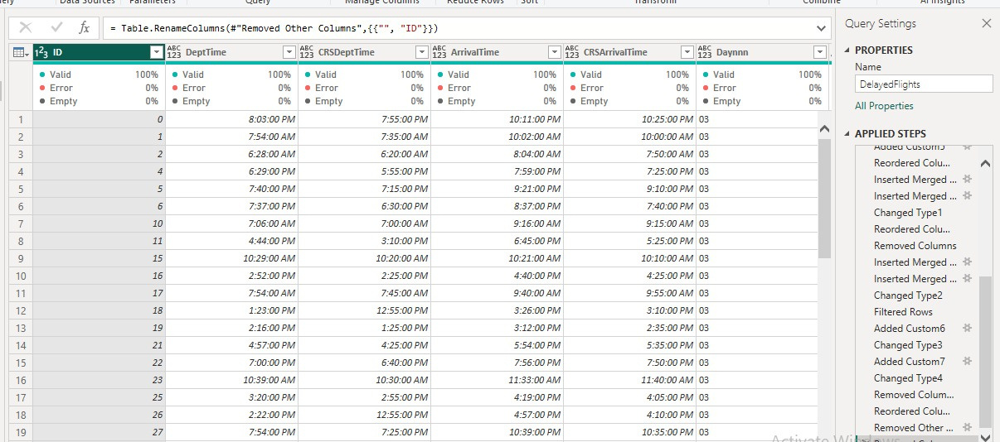 Data Sources Parameters Query Manage Columns Reduce Rows Sort Transform Combine AI Insights
fx = Table.RenameColumns(#"Removed Other Columns",{{"", "ID"}})
Query Settings
PROPERTIES
Name
DelayedFlights
All Properties
APPLIED STEPS
Added Custom5
Reordered Colu...
Inserted Merged ...
Inserted Merged ...
Changed Type1
Reordered Colu...
Removed Columns
Inserted Merged ...
Inserted Merged ...
Changed Type2
Filtered Rows
Added Custom6
Changed Type3
Added Custom7
Changed Type4
Removed Colum...
Reordered Colu...
Removed Other ...
123 ID ABC 123 DeptTime ABC 123 CRSDeptTime ABC 123 ArrivalTime ABC 123 CRSArrivalTime ABC 123 Daynnn
Valid 100% Valid 100% Valid 100% Valid 100% Valid 100% Valid 100%
Error 0% Error 0% Error 0% Error 0% Error 0% Error 0%
Empty 0% Empty 0% Empty 0% Empty 0% Empty 0% Empty 0%
1 0 8:03:00 PM 7:55:00 PM 10:11:00 PM 10:25:00 PM 03
2 1 7:54:00 AM 7:35:00 AM 10:02:00 AM 10:00:00 AM 03
3 2 6:28:00 AM 6:20:00 AM 8:04:00 AM 7:50:00 AM 03
4 4 6:29:00 PM 5:55:00 PM 7:59:00 PM 7:25:00 PM 03
5 5 7:40:00 PM 7:15:00 PM 9:21:00 PM 9:10:00 PM 03
6 6 7:37:00 PM 6:30:00 PM 8:37:00 PM 7:40:00 PM 03
7 10 7:06:00 AM 7:00:00 AM 9:16:00 AM 9:15:00 AM 03
8 11 4:44:00 PM 3:10:00 PM 6:45:00 PM 5:25:00 PM 03
9 15 10:29:00 AM 10:20:00 AM 10:21:00 AM 10:10:00 AM 03
10 16 2:52:00 PM 2:25:00 PM 4:40:00 PM 4:25:00 PM 03
11 17 7:54:00 AM 7:45:00 AM 9:40:00 AM 9:55:00 AM 03
12 18 1:23:00 PM 12:55:00 PM 3:26:00 PM 3:10:00 PM 03
13 19 2:16:00 PM 1:25:00 PM 3:12:00 PM 2:35:00 PM 03
14 21 4:57:00 PM 4:25:00 PM 5:54:00 PM 5:35:00 PM 03
15 22 7:00:00 PM 6:40:00 PM 7:56:00 PM 7:50:00 PM 03
16 23 10:39:00 AM 10:30:00 AM 11:33:00 AM 11:40:00 AM 03
17 25 3:20:00 PM 2:55:00 PM 4:19:00 PM 4:05:00 PM 03
18 26 2:22:00 PM 12:55:00 PM 4:57:00 PM 4:10:00 PM 03
19 27 7:54:00 PM 7:25:00 PM 10:39:00 PM 10:35:00 PM 03